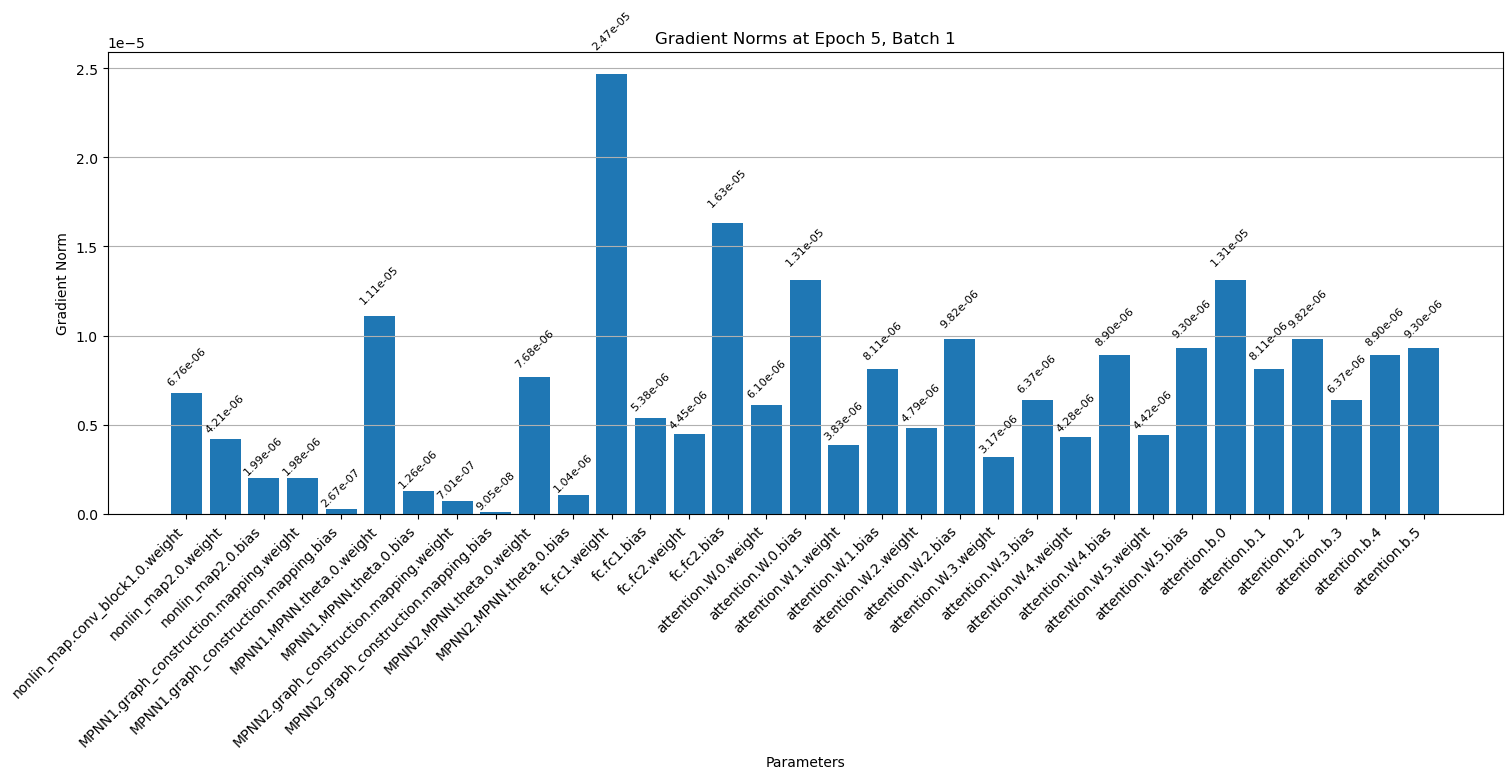 Gradient Norms at Epoch 5, Batch 1
1e−5
2.5
2.0
1.5
1.0
0.5
0.0
Gradient Norm
6.76e-06
4.21e-06
1.99e-06
1.98e-06
2.67e-07
1.11e-05
1.26e-06
7.01e-07
9.05e-08
7.68e-06
1.04e-06
2.47e-05
5.38e-06
4.45e-06
1.63e-05
6.10e-06
1.31e-05
3.83e-06
8.11e-06
4.79e-06
9.82e-06
3.17e-06
6.37e-06
4.28e-06
8.90e-06
4.42e-06
9.30e-06
1.31e-05
8.11e-06
9.82e-06
6.37e-06
8.90e-06
9.30e-06
nonlin_map.conv_block1.0.weight
nonlin_map2.0.weight
nonlin_map2.0.bias
MPNN1.graph_construction.mapping.weight
MPNN1.graph_construction.mapping.bias
MPNN1.MPNN.theta.0.weight
MPNN1.MPNN.theta.0.bias
MPNN2.graph_construction.mapping.weight
MPNN2.graph_construction.mapping.bias
MPNN2.MPNN.theta.0.weight
MPNN2.MPNN.theta.0.bias
fc.fc1.weight
fc.fc1.bias
fc.fc2.weight
fc.fc2.bias
attention.W.0.weight
attention.W.0.bias
attention.W.1.weight
attention.W.1.bias
attention.W.2.weight
attention.W.2.bias
attention.W.3.weight
attention.W.3.bias
attention.W.4.weight
attention.W.4.bias
attention.W.5.weight
attention.W.5.bias
attention.b.0
attention.b.1
attention.b.2
attention.b.3
attention.b.4
attention.b.5
Parameters